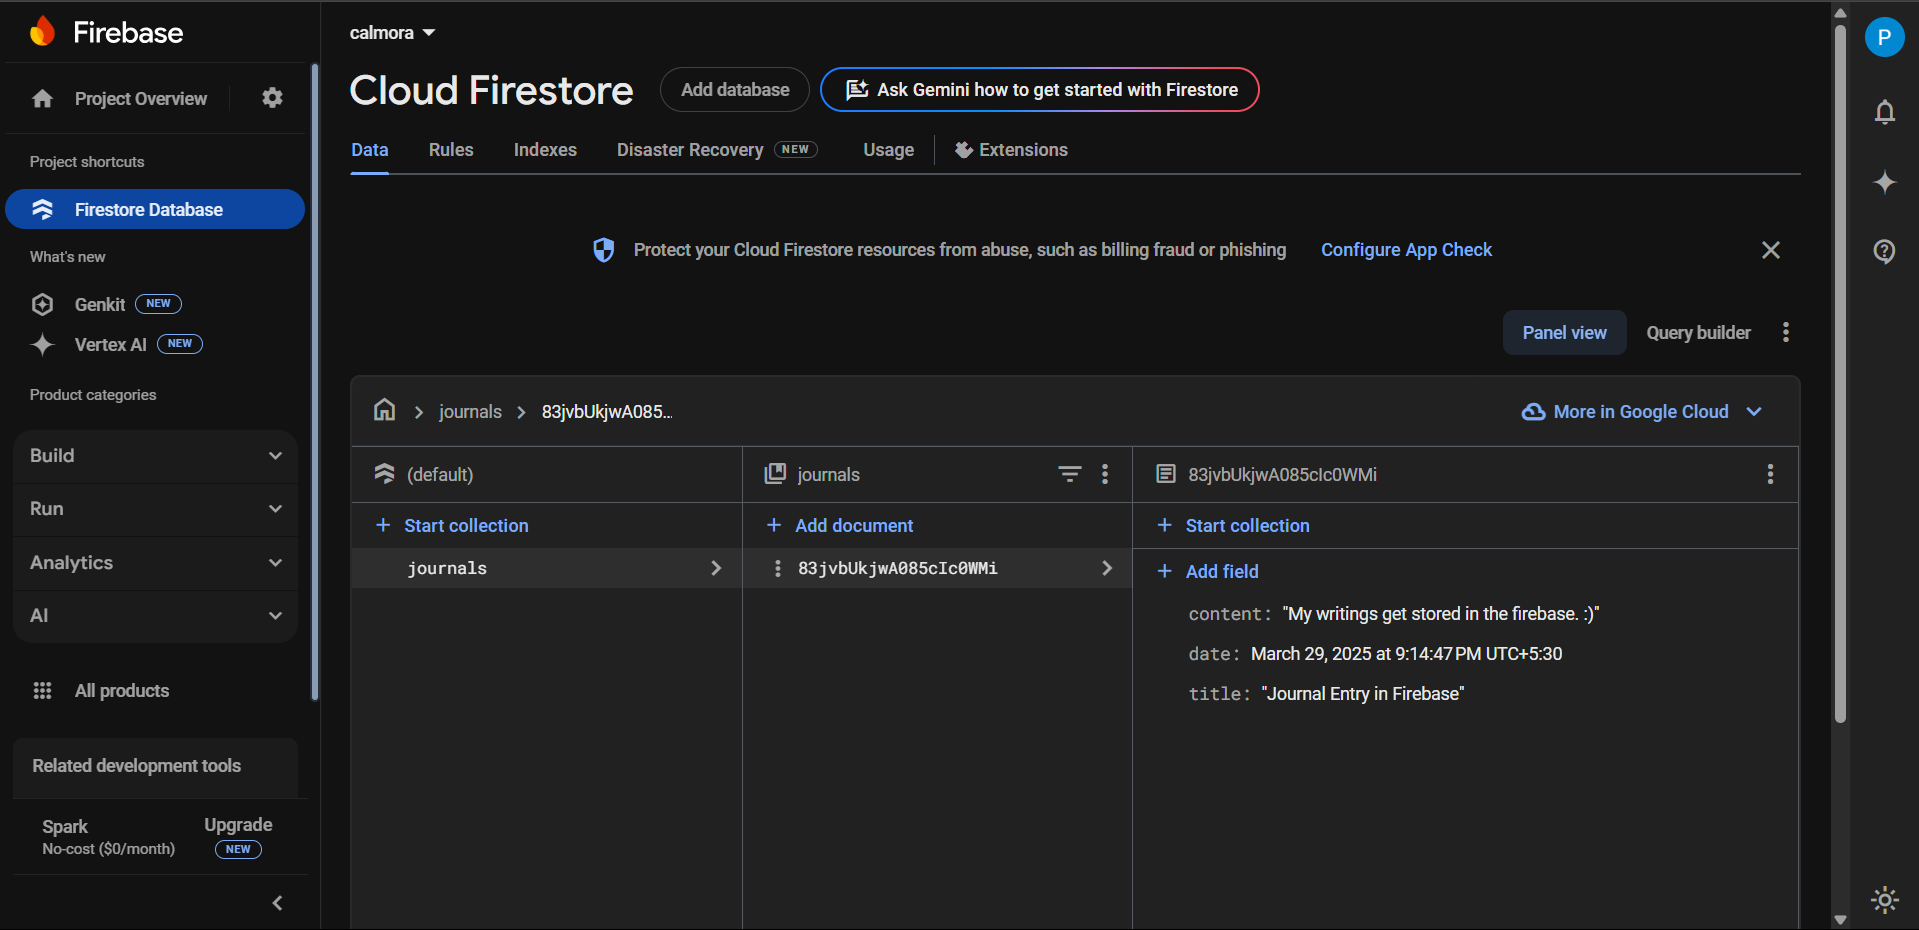 Firebase
Project Overview
Project shortcuts
Firestore Database
What's new
Genkit NEW
Vertex AI NEW
Product categories
Build
Run
Analytics
AI
All products
Related development tools
Spark
No-cost ($0/month)
Upgrade
NEW
calmora
Cloud Firestore
Add database
Ask Gemini how to get started with Firestore
Data Rules Indexes Disaster Recovery NEW Usage Extensions
Protect your Cloud Firestore resources from abuse, such as billing fraud or phishing Configure App Check
Panel view Query builder
journals 83jvbUkjwA085...
More in Google Cloud
(default)
Start collection
journals
journals
Add document
83jvbUkjwA085cIc0WMi
83jvbUkjwA085cIc0WMi
Start collection
Add field
content: "My writings get stored in the firebase. :)"
date: March 29, 2025 at 9:14:47 PM UTC+5:30
title: "Journal Entry in Firebase"
P